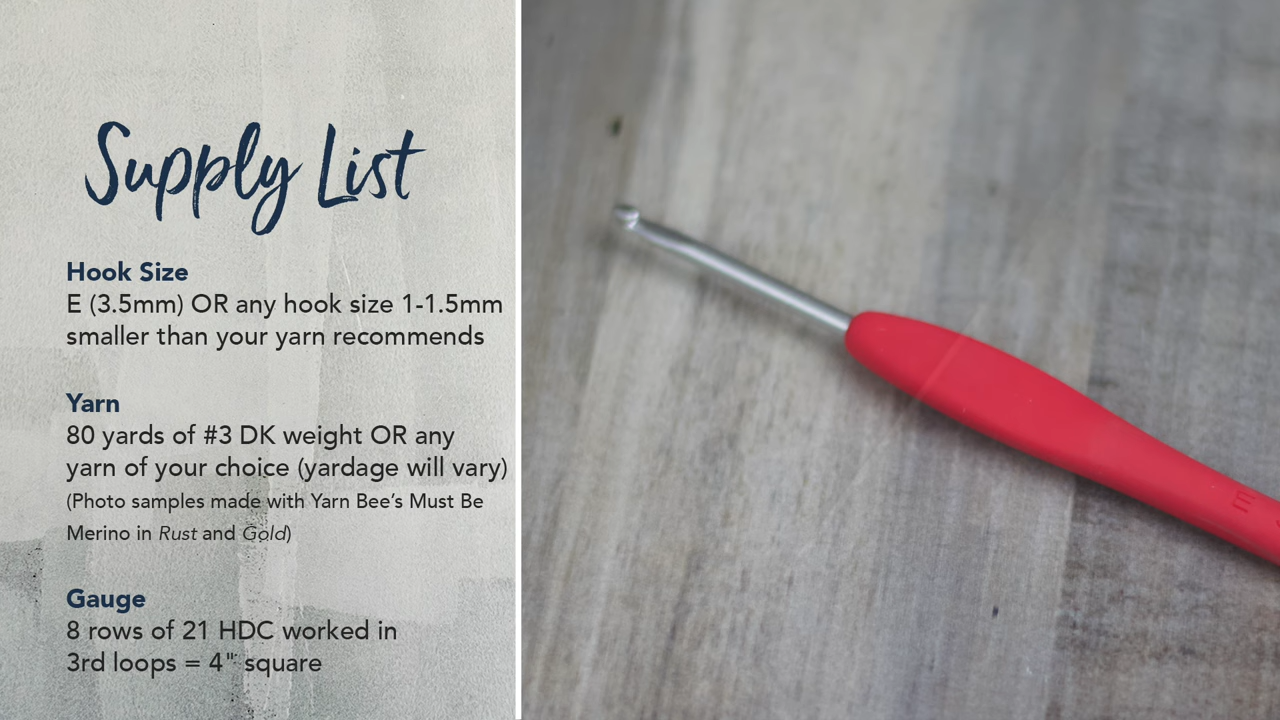 Supply List
Hook Size
E (3.5mm) OR any hook size 1-1.5mm
smaller than your yarn recommends
Yarn
80 yards of #3 DK weight OR any
yarn of your choice (yardage will vary)
(Photo samples made with Yarn Bee’s Must Be
Merino in Rust and Gold)
Gauge
8 rows of 21 HDC worked in
3rd loops = 4" square
E